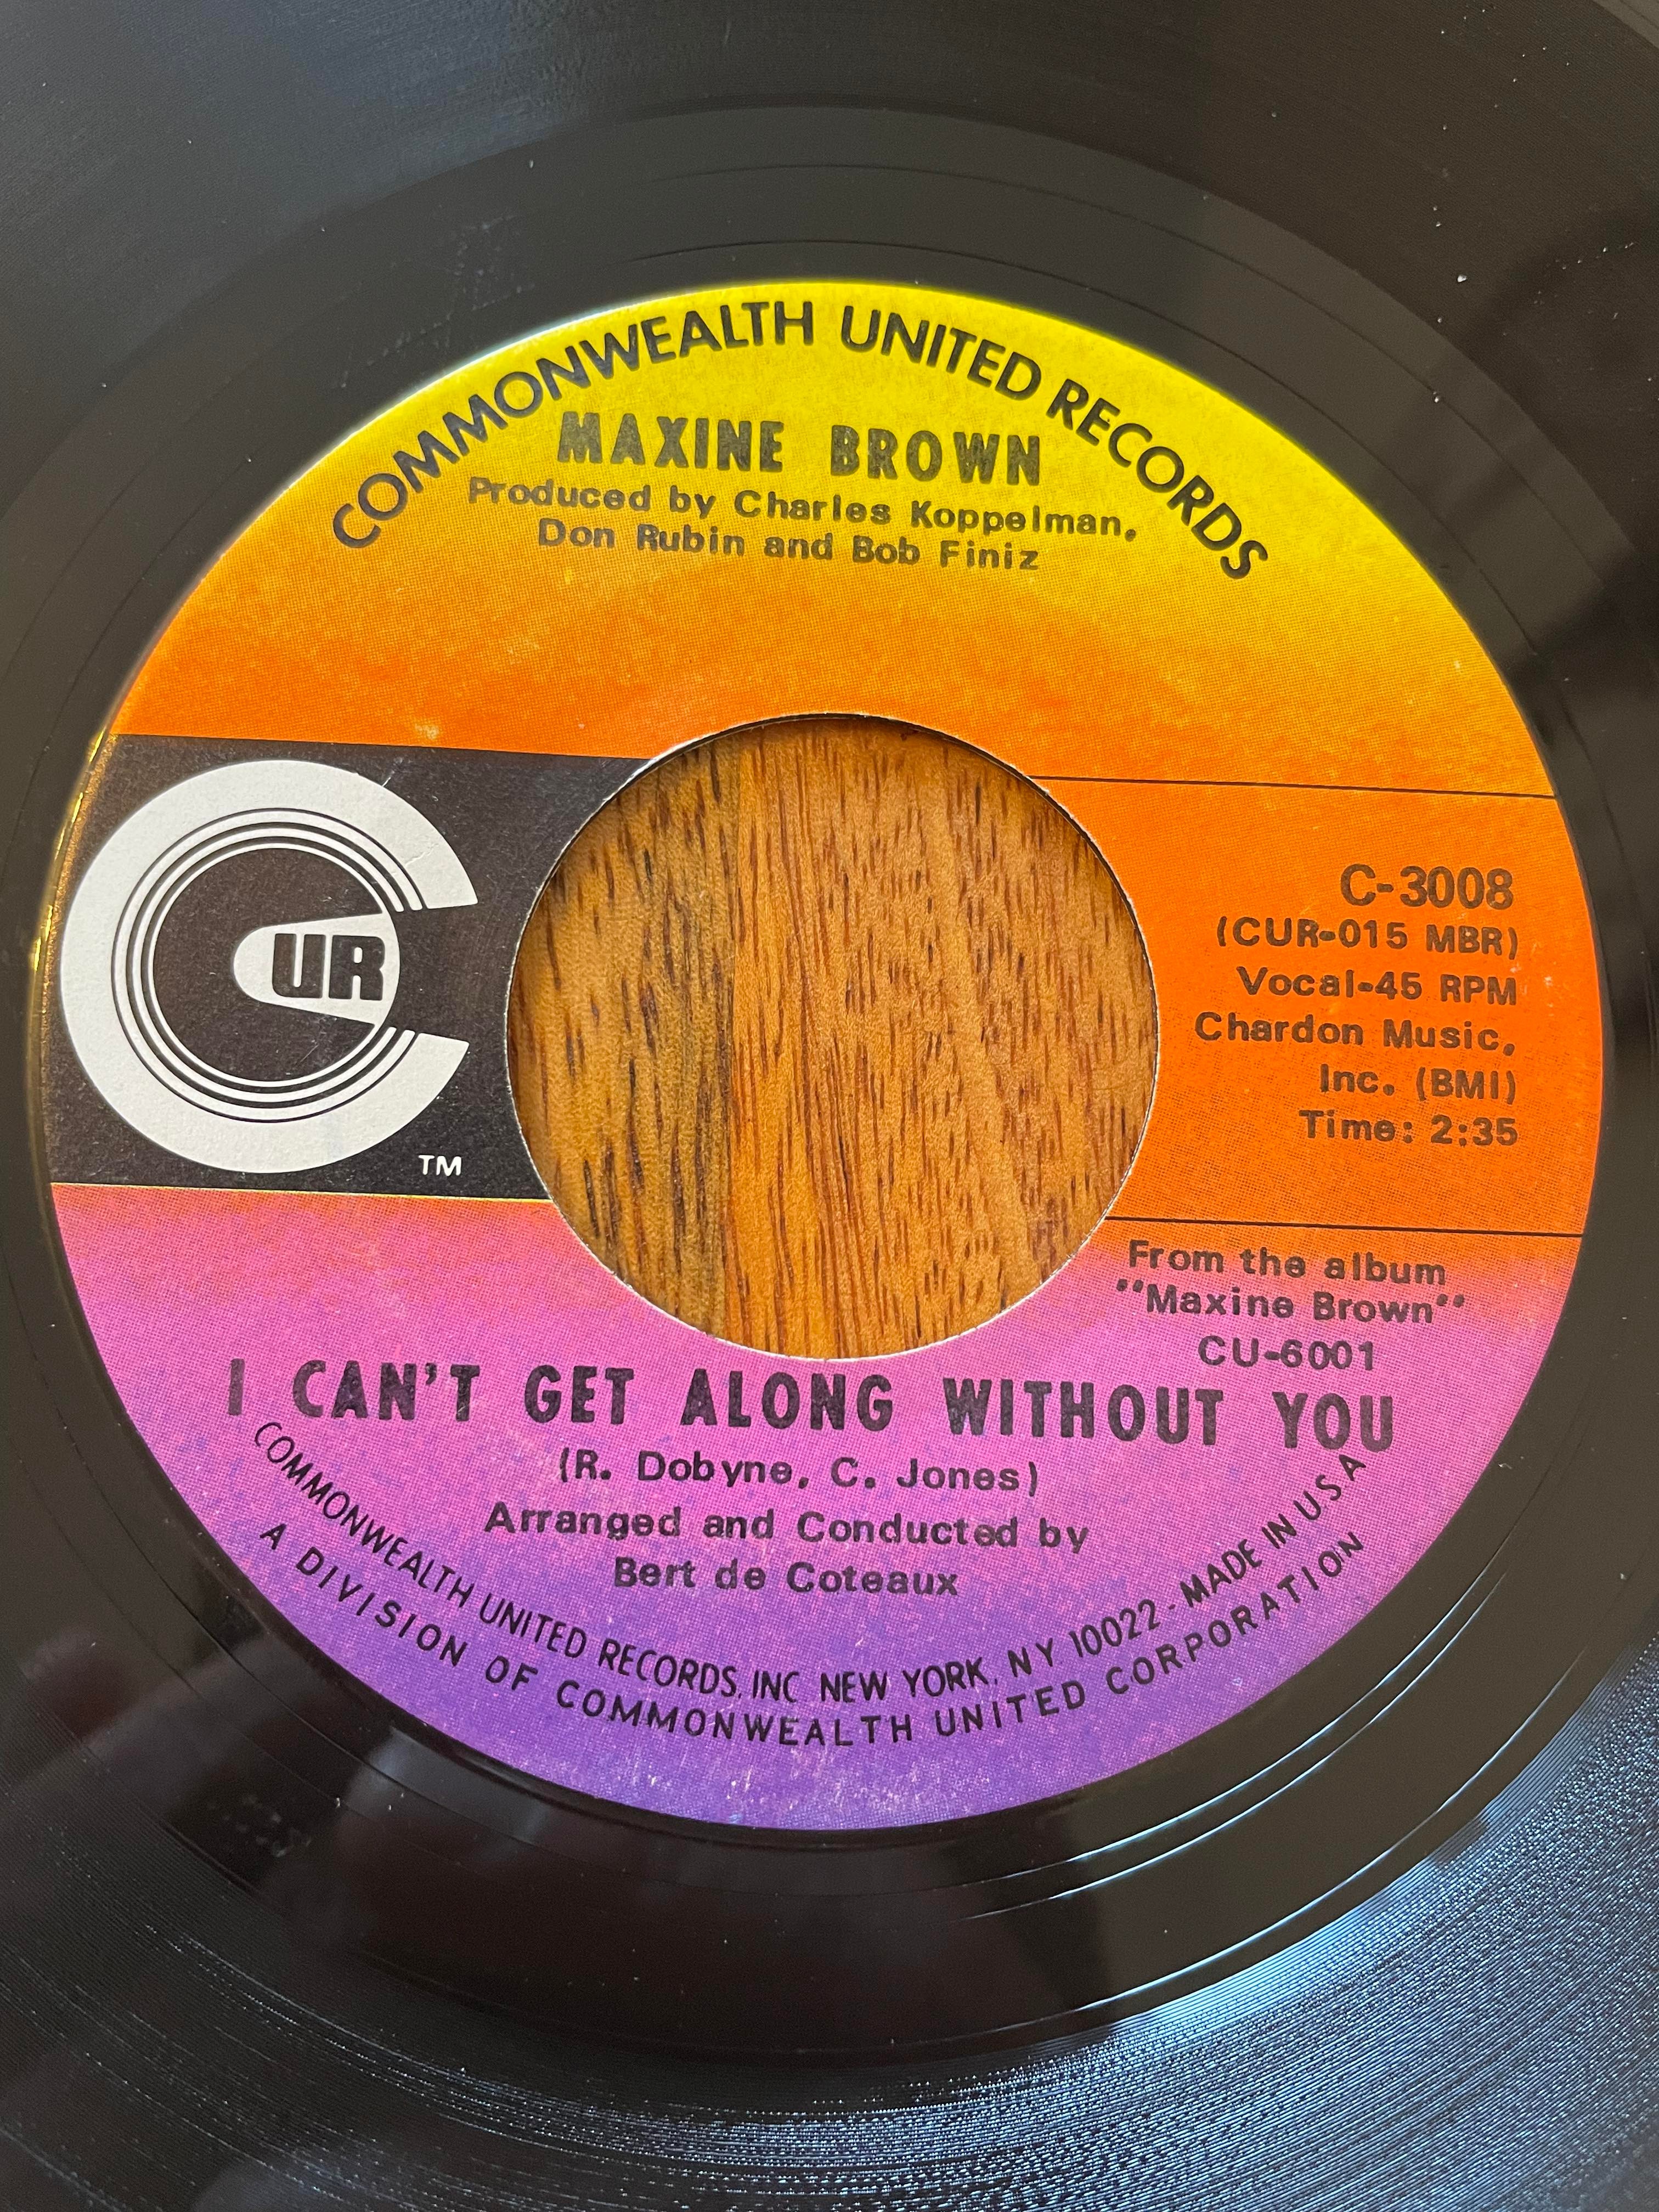 COMMONWEALTH UNITED RECORDS
MAXINE BROWN
Produced by Charles Koppelman,
Don Rubin and Bob Finiz
CUR
TM
C-3008
(CUR-015 MBR)
Vocal-45 RPM
Chardon Music,
Inc. (BMI)
Time: 2:35
From the album
"Maxine Brown"
CU-6001
I CAN'T GET ALONG WITHOUT YOU
(R. Dobyne, C. Jones)
Arranged and Conducted by
Bert de Coteaux
COMMONWEALTH UNITED RECORDS, INC. NEW YORK, N.Y. 10022 - MADE IN U.S.A.
A DIVISION OF COMMONWEALTH UNITED CORPORATION